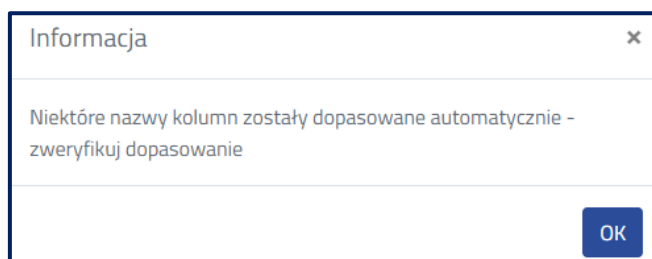 Informacja ×
Niektóre nazwy kolumn zostały dopasowane automatycznie -
zweryfikuj dopasowanie
OK